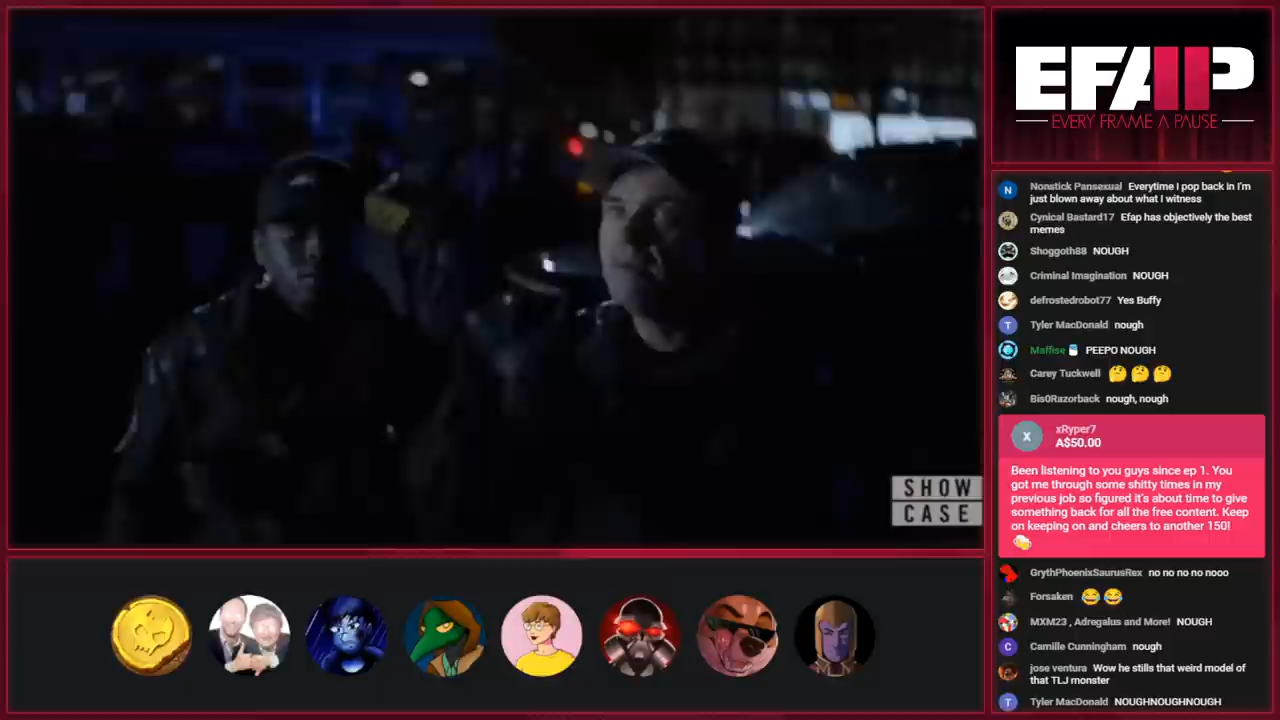 EFAP
EVERY FRAME A PAUSE
Nonstick Pansexual Everytime I pop back in I'm
just blown away about what I witness
Cynical Bastard17 Efap has objectively the best
memes
Shoggoth88 NOUGH
Criminal Imagination NOUGH
defrostedrobot77 Yes Buffy
Tyler MacDonald nough
Maffise PEEPO NOUGH
Carey Tuckwell 🤔 🤔 🤔
Bis0Razorback nough, nough
xRyper7
A$50.00
Been listening to you guys since ep 1. You
got me through some shitty times in my
previous job so figured it's about time to give
something back for all the free content. Keep
on keeping on and cheers to another 150!
🍻
GrythPhoenixSaurusRex no no no no nooo
Forsaken 😂 😂
MXM23 , Adregalus and More! NOUGH
Camille Cunningham nough
jose ventura Wow he stills that weird model of
that TLJ monster
Tyler MacDonald NOUGHNOUGHNOUGH
SHOW
CASE
N
T
X
C
T